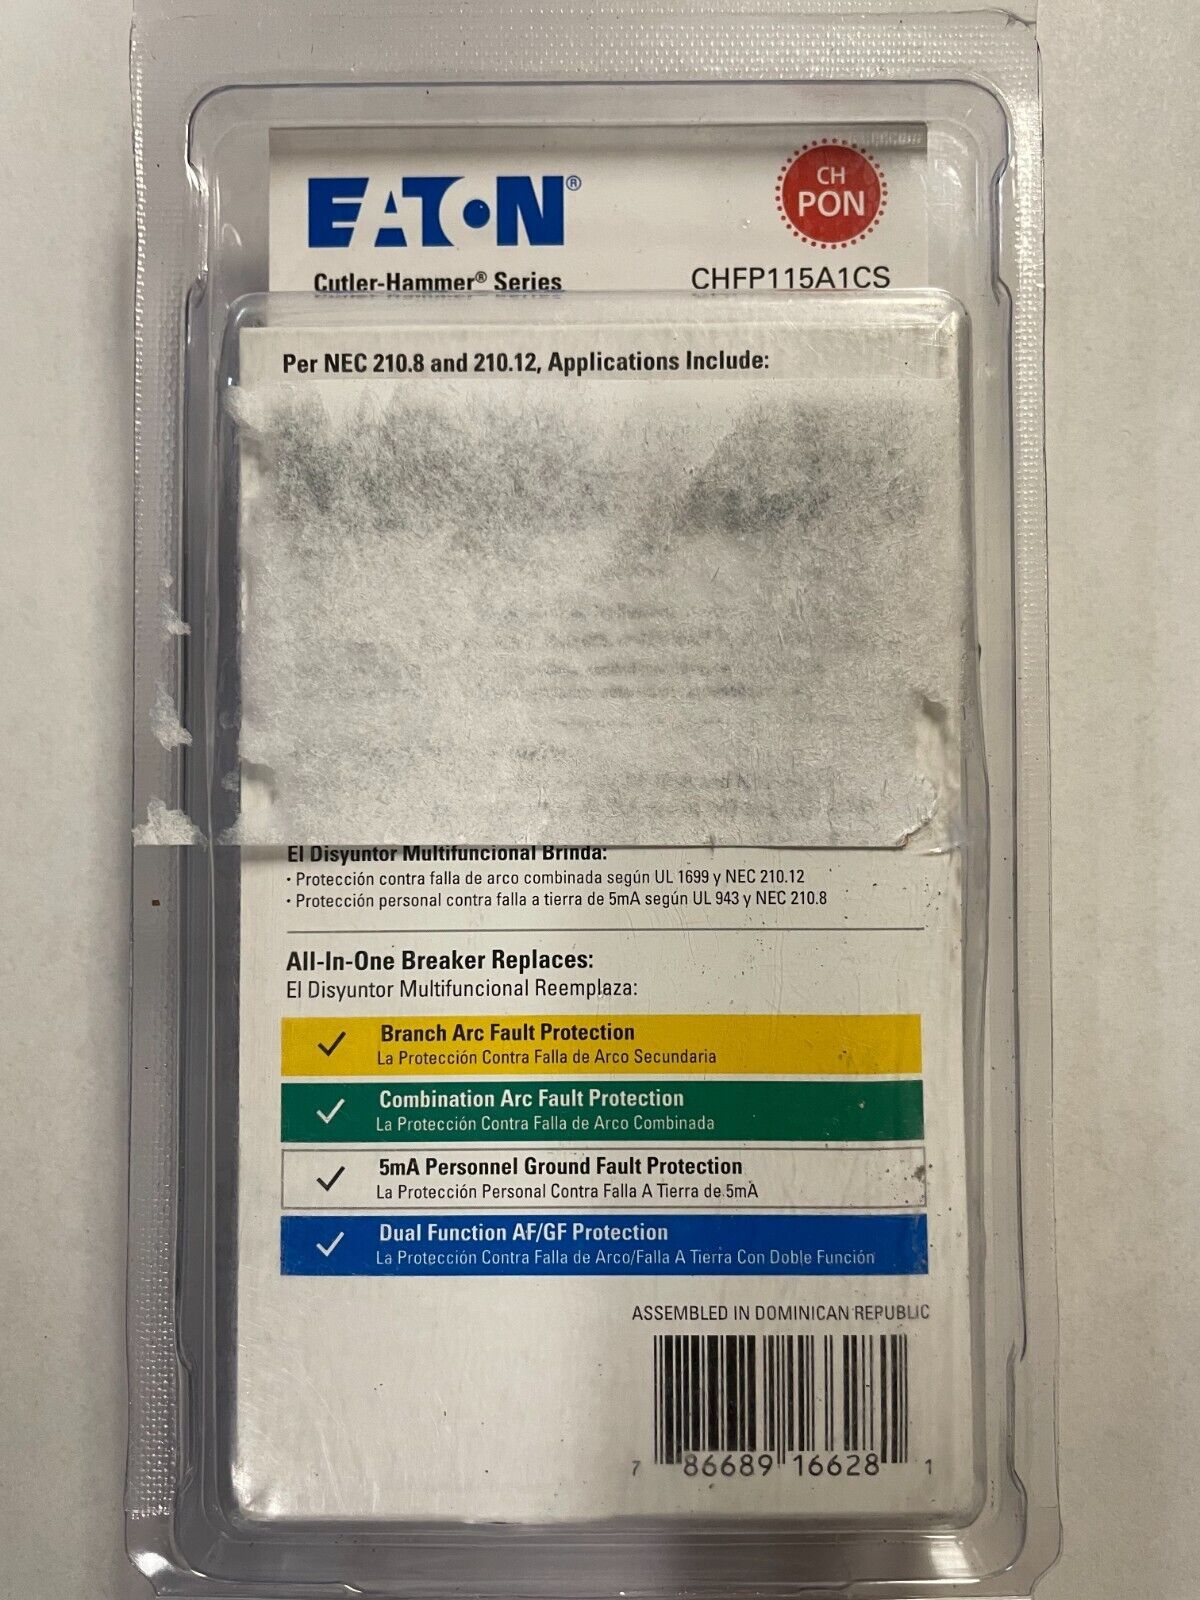 EATON®
CH
PON
Cutler-Hammer® Series
CHFP115A1CS
Per NEC 210.8 and 210.12, Applications Include:
El Disyuntor Multifuncional Brinda:
• Protección contra falla de arco combinada según UL 1699 y NEC 210.12
• Protección personal contra falla a tierra de 5mA según UL 943 y NEC 210.8
All-In-One Breaker Replaces:
El Disyuntor Multifuncional Reemplaza:
Branch Arc Fault Protection
La Protección Contra Falla de Arco Secundaria
Combination Arc Fault Protection
La Protección Contra Falla de Arco Combinada
5mA Personnel Ground Fault Protection
La Protección Personal Contra Falla A Tierra de 5mA
Dual Function AF/GF Protection
La Protección Contra Falla de Arco/Falla A Tierra Con Doble Función
ASSEMBLED IN DOMINICAN REPUBLIC
7 86689 16628 1